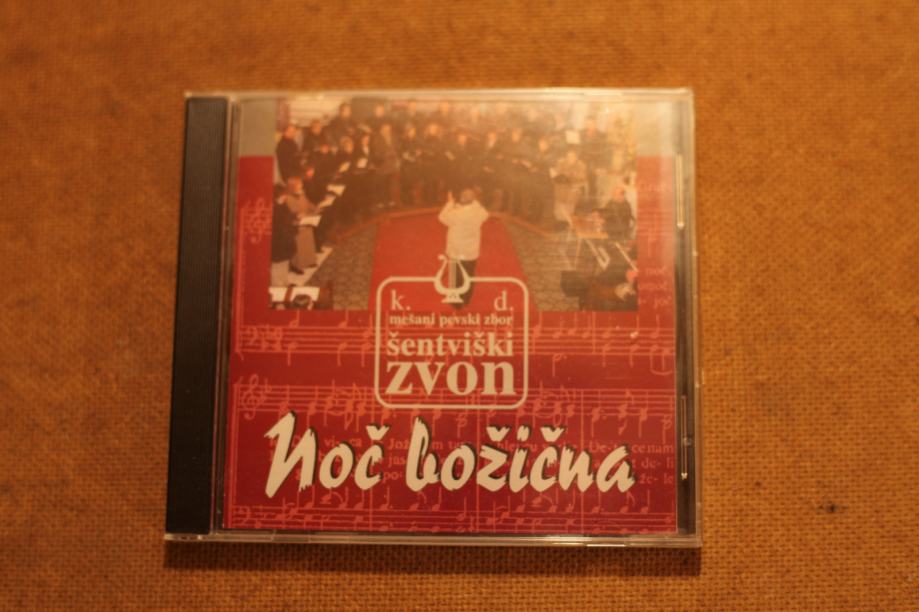 k. d.
mešani pevski zbor
šentviški
zvon
Noč božična